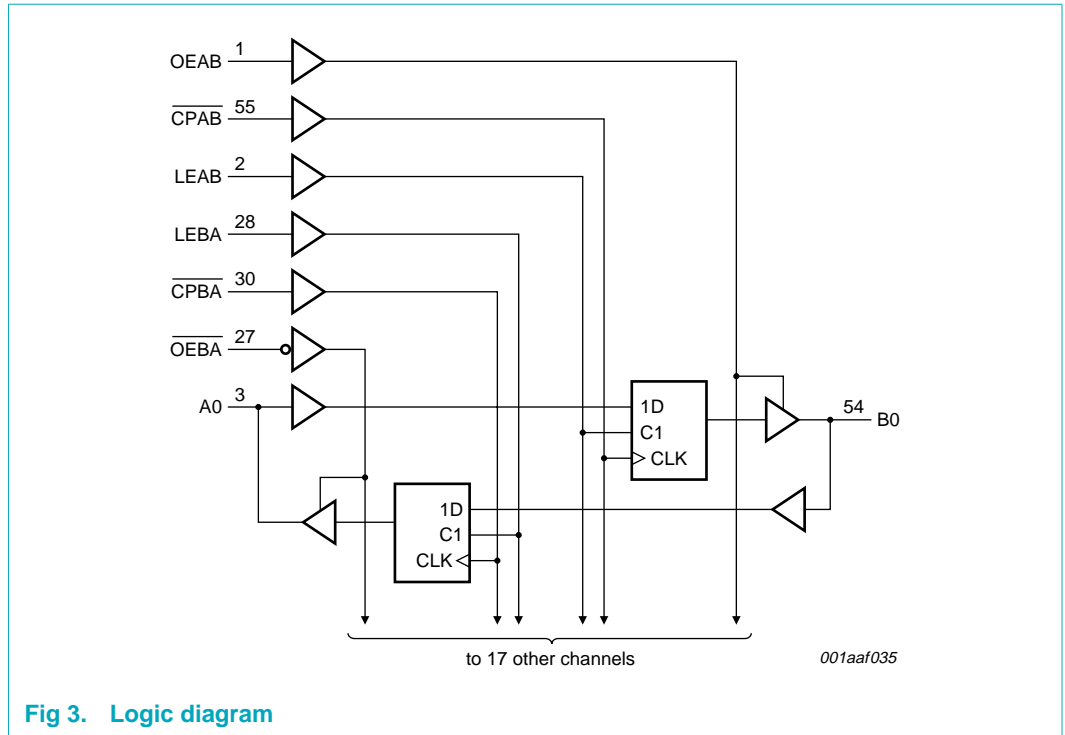 OEAB 1
CPAB 55
LEAB 2
LEBA 28
CPBA 30
OEBA 27
A0 3
1D
C1
CLK
54 B0
1D
C1
CLK
to 17 other channels
001aaf035
Fig 3. Logic diagram